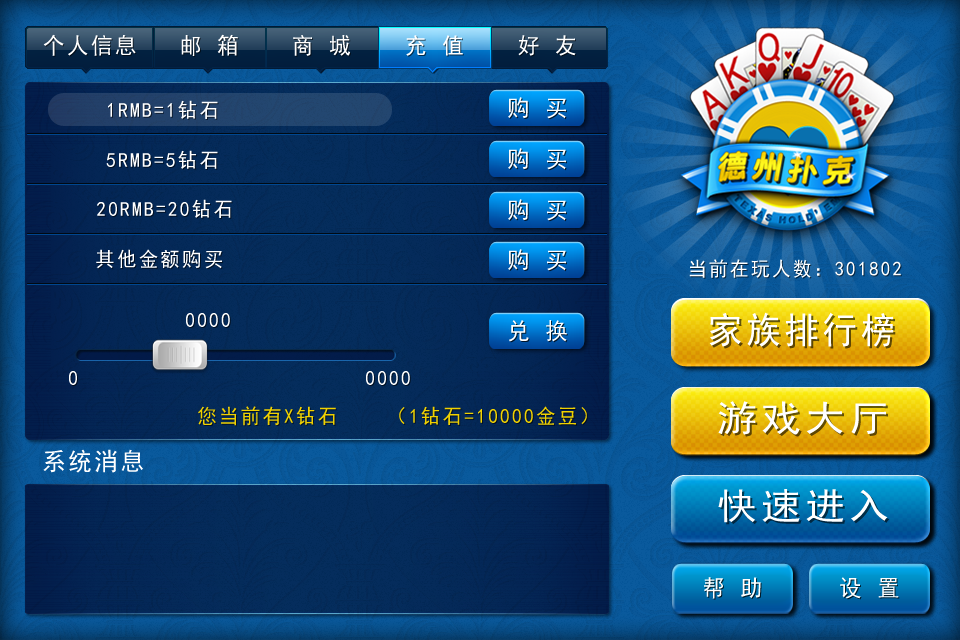 个人信息 邮箱 商城 充值 好友
1RMB=1钻石 购买
5RMB=5钻石 购买
20RMB=20钻石 购买
其他金额购买 购买
0000 兑换
0 0000
您当前有X钻石 （1钻石=10000金豆）
系统消息
A K Q J 10
德州扑克
TEXAS HOLD'EM
当前在玩人数：301802
家族排行榜
游戏大厅
快速进入
帮助 设置